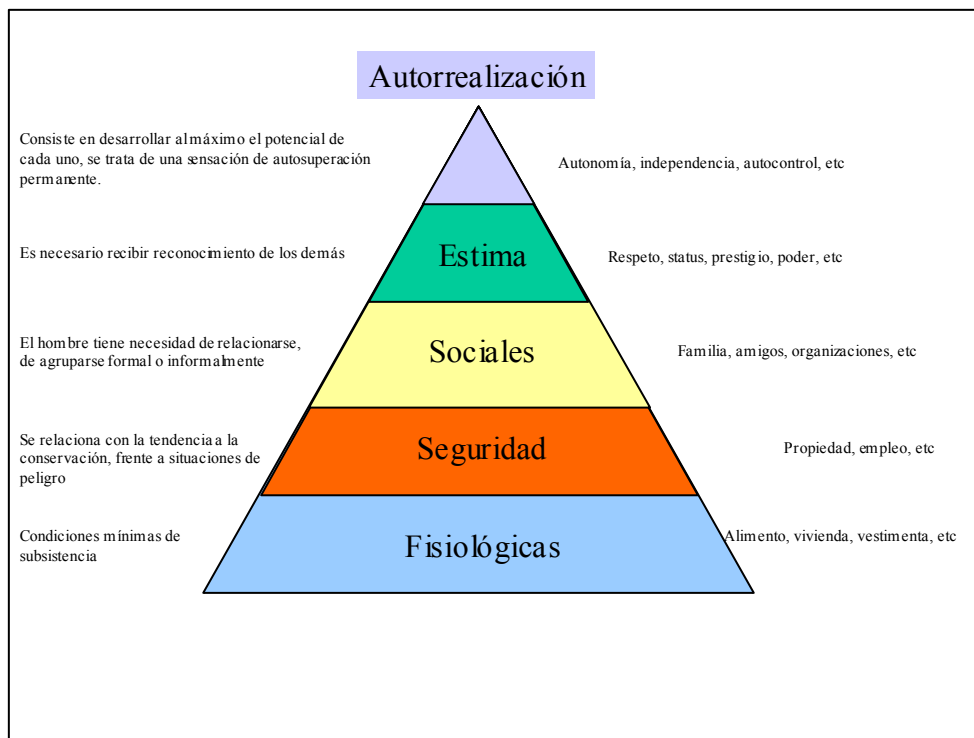 Autorrealización
Consiste en desarrollar al máximo el potencial de
cada uno, se trata de una sensación de autosuperación
permanente.
Autonomía, independencia, autocontrol, etc
Es necesario recibir reconocimiento de los demás
Estima
Respeto, status, prestigio, poder, etc
El hombre tiene necesidad de relacionarse,
de agruparse formal o informalmente
Sociales
Familia, amigos, organizaciones, etc
Se relaciona con la tendencia a la
conservación, frente a situaciones de
peligro
Seguridad
Propiedad, empleo, etc
Condiciones mínimas de
subsistencia
Fisiológicas
Alimento, vivienda, vestimenta, etc